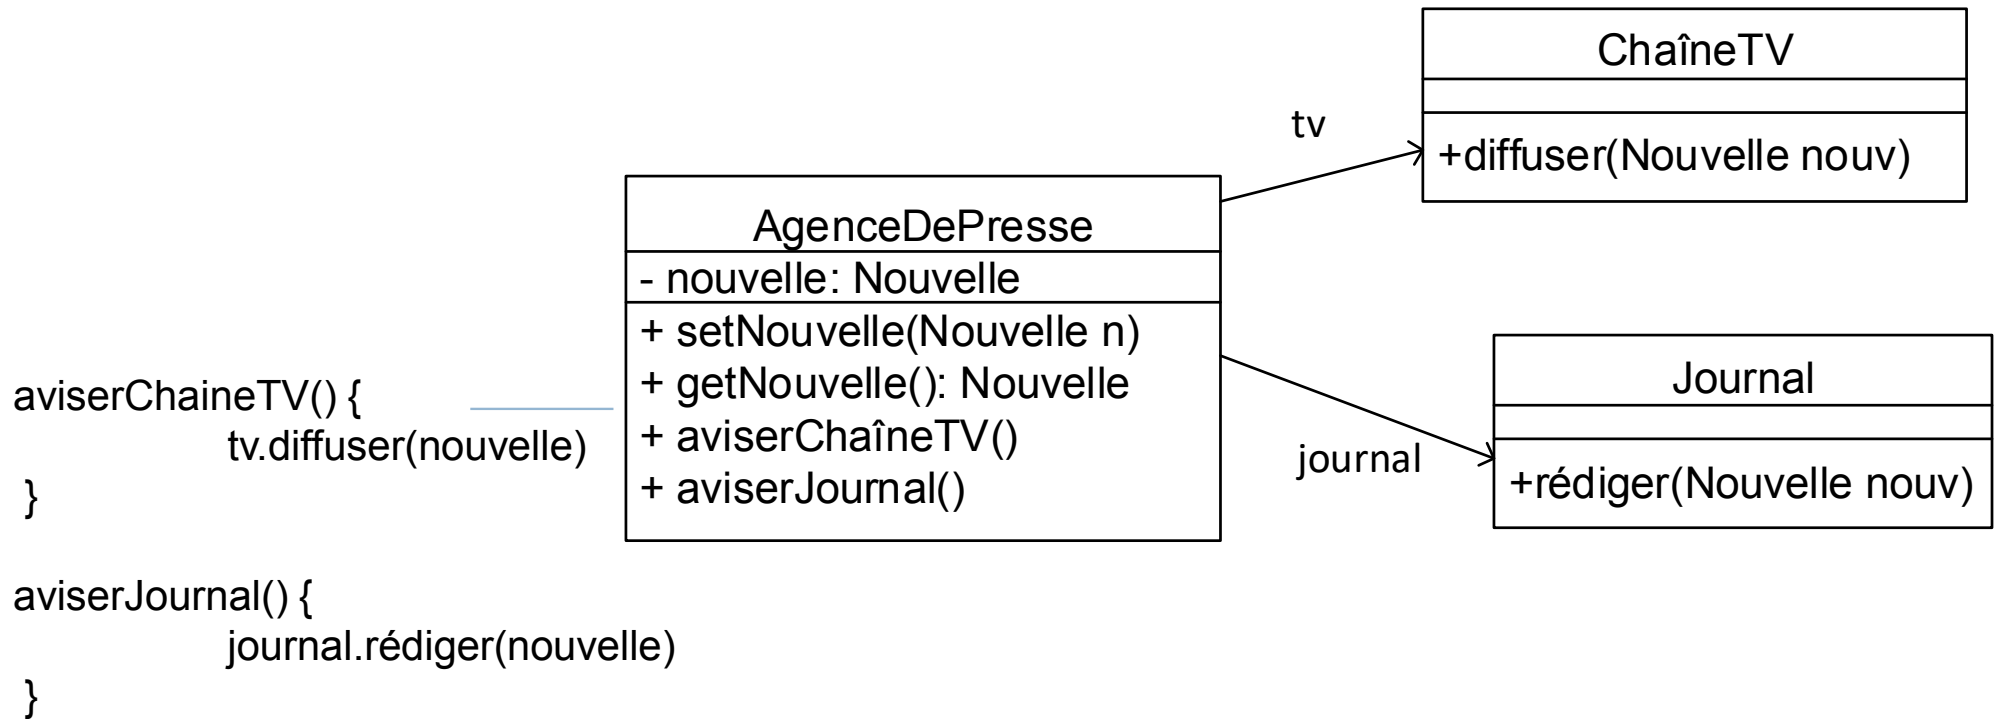 ChaîneTV
tv
+diffuser(Nouvelle nouv)
AgenceDePresse
- nouvelle: Nouvelle
+ setNouvelle(Nouvelle n)
+ getNouvelle(): Nouvelle
+ aviserChaîneTV()
+ aviserJournal()
Journal
journal
+rédiger(Nouvelle nouv)
aviserChaineTV() {
tv.diffuser(nouvelle)
}
aviserJournal() {
journal.rédiger(nouvelle)
}